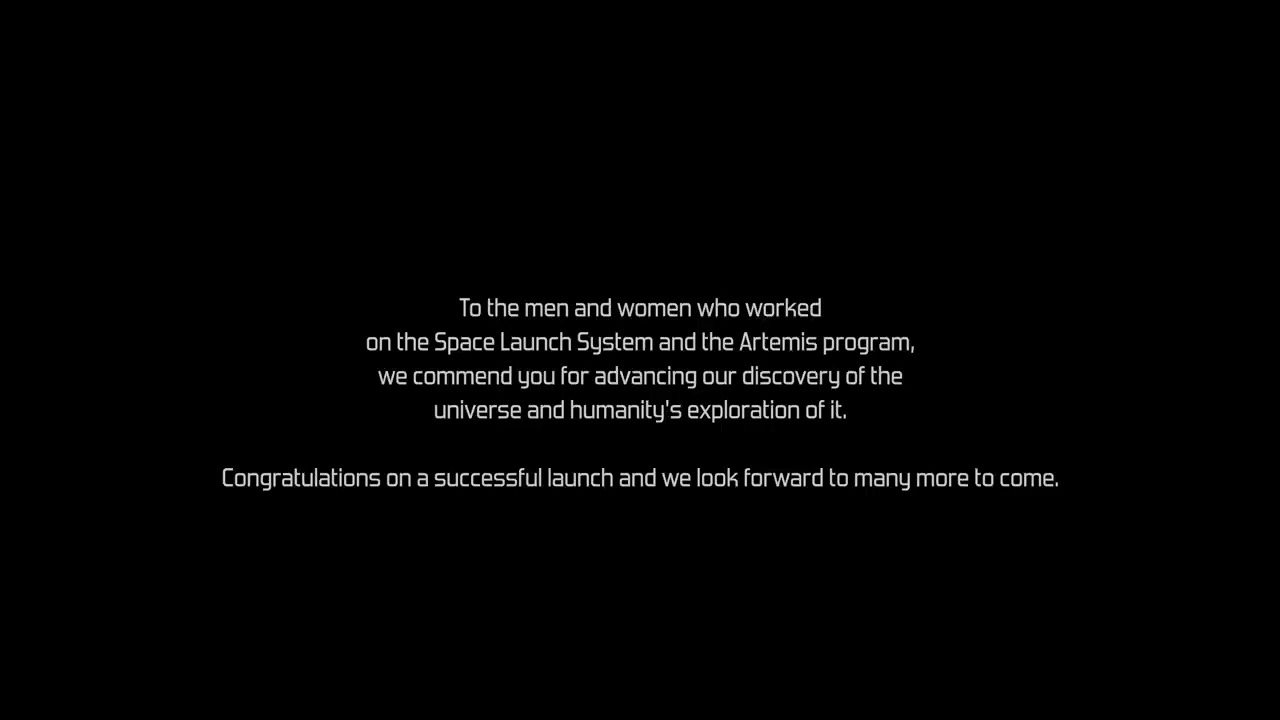 To the men and women who worked
on the Space Launch System and the Artemis program,
we commend you for advancing our discovery of the
universe and humanity's exploration of it.
Congratulations on a successful launch and we look forward to many more to come.